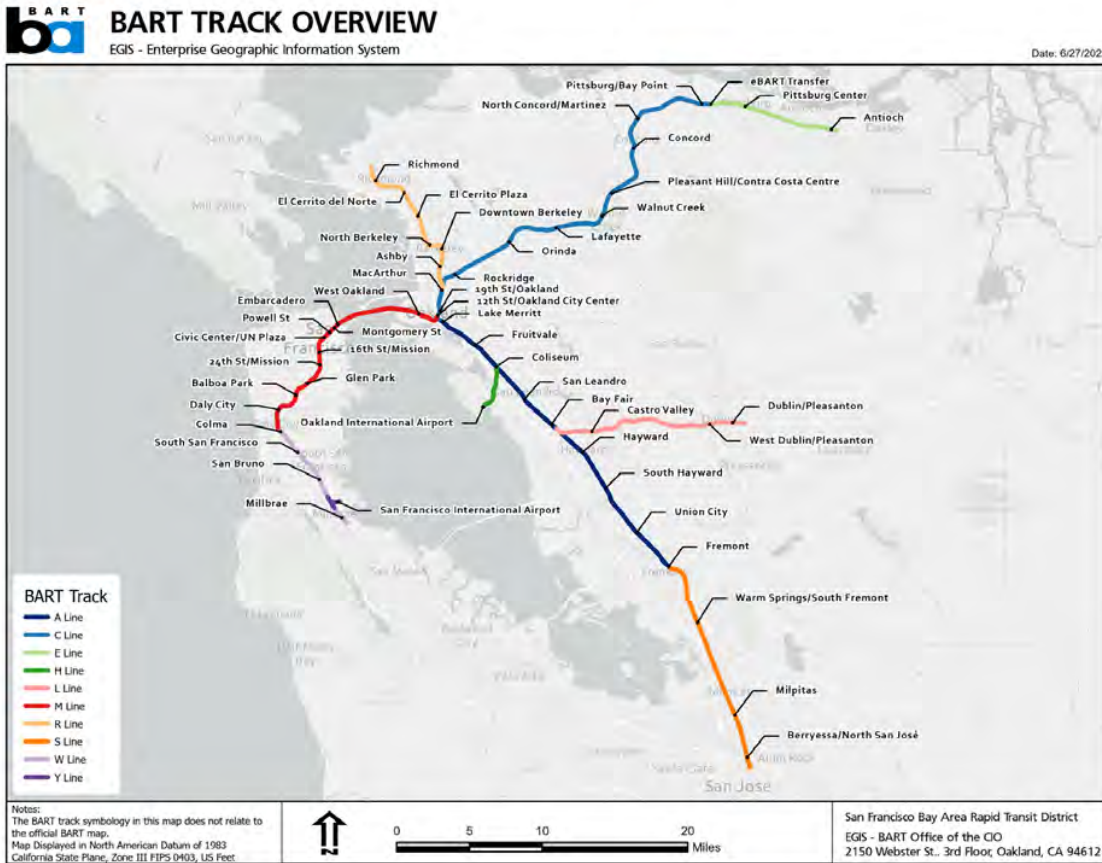 BART
ba
BART TRACK OVERVIEW
EGIS - Enterprise Geographic Information System
Date: 6/27/202
Pittsburg/Bay Point
eBART Transfer
Pittsburg Center
North Concord/Martinez
Antioch
Concord
Richmond
Pleasant Hill/Contra Costa Centre
El Cerrito del Norte
El Cerrito Plaza
Walnut Creek
Downtown Berkeley
Lafayette
North Berkeley
Orinda
Ashby
MacArthur
Rockridge
West Oakland
19th St/Oakland
Embarcadero
12th St/Oakland City Center
Powell St
Lake Merritt
Civic Center/UN Plaza
Montgomery St
Fruitvale
16th St/Mission
24th St/Mission
Coliseum
Balboa Park
Glen Park
San Leandro
Daly City
Bay Fair
Castro Valley
Dublin/Pleasanton
Colma
Oakland International Airport
Hayward
West Dublin/Pleasanton
South San Francisco
San Bruno
South Hayward
Millbrae
San Francisco International Airport
Union City
Fremont
Warm Springs/South Fremont
Milpitas
Berryessa/North San José
San Jose
BART Track
A Line
C Line
E Line
H Line
L Line
M Line
R Line
S Line
W Line
Y Line
Notes:
The BART track symbology in this map does not relate to
the official BART map.
Map Displayed in North American Datum of 1983
California State Plane, Zone III FIPS 0403, US Feet
0 5 10 20
Miles
San Francisco Bay Area Rapid Transit District
EGIS - BART Office of the CIO
2150 Webster St.. 3rd Floor, Oakland, CA 94612